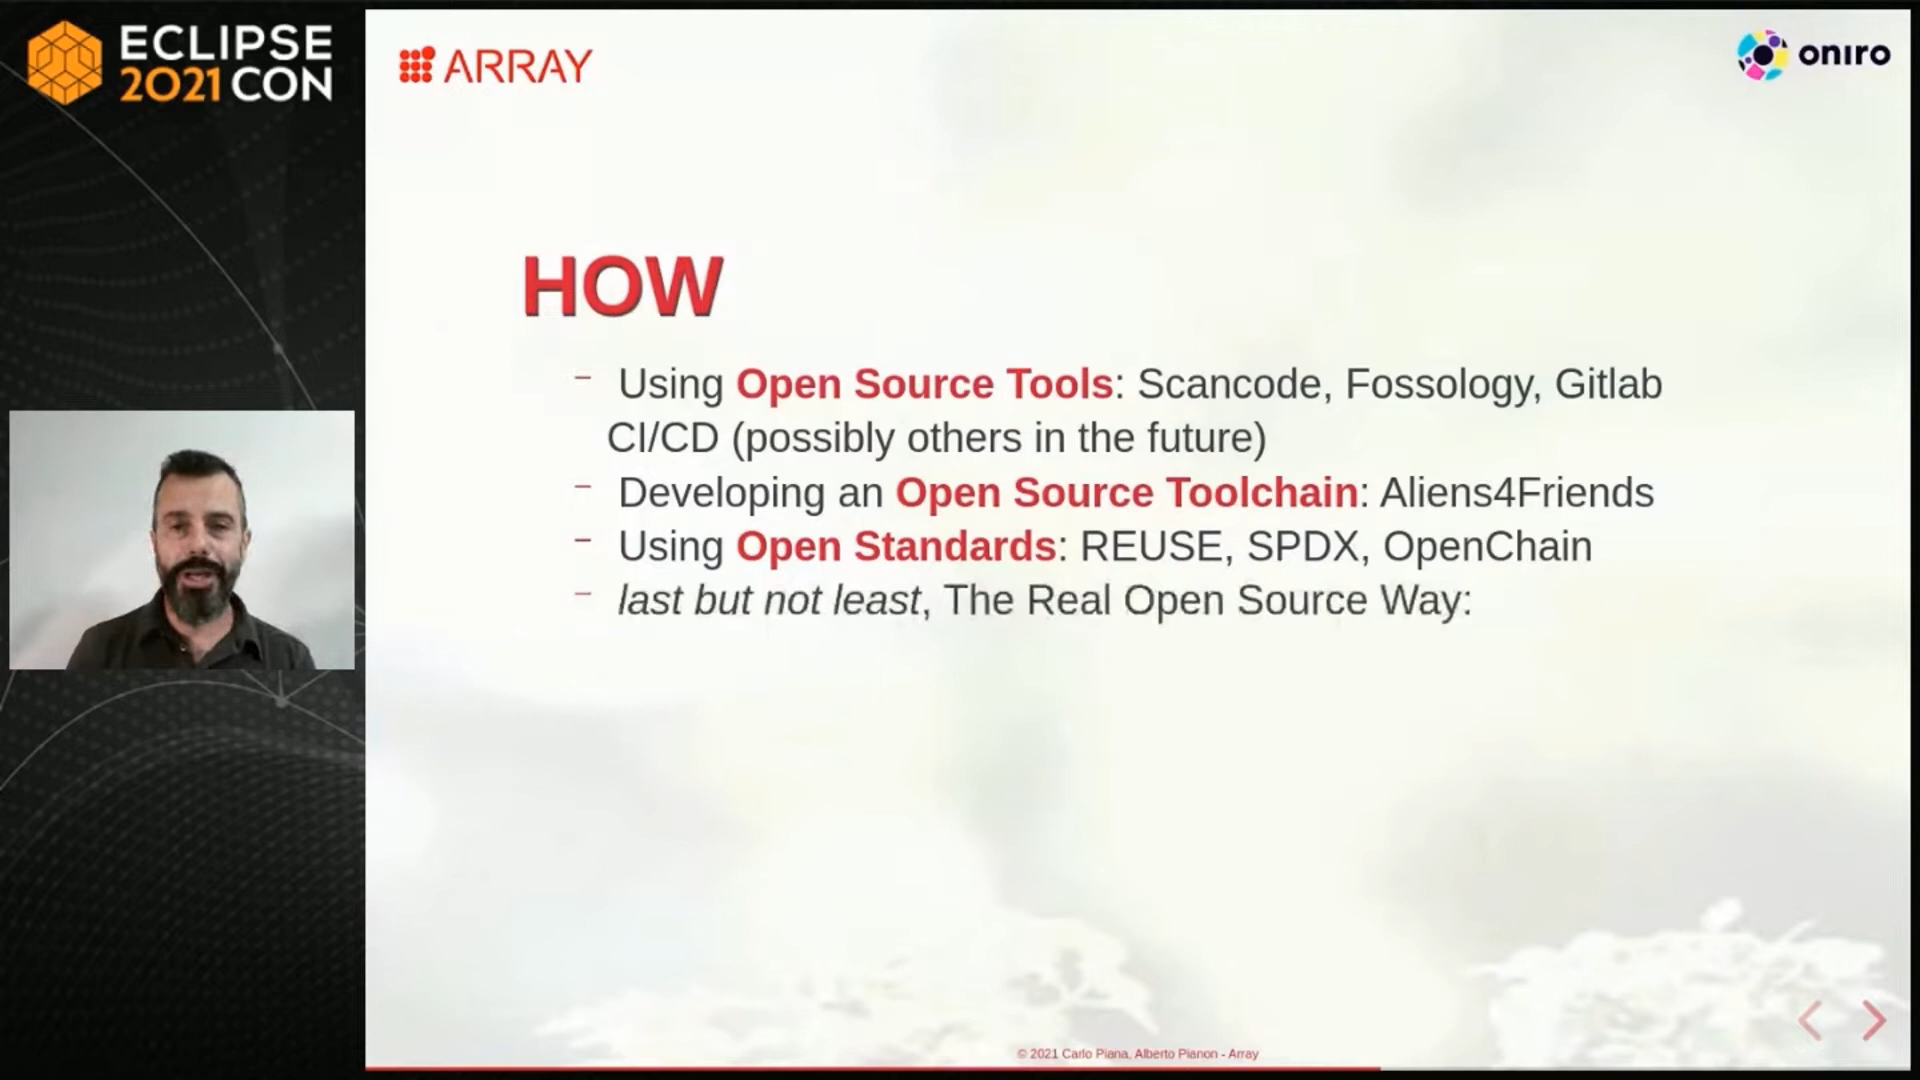 ECLIPSE
2021 CON
ARRAY
oniro
HOW
– Using Open Source Tools: Scancode, Fossology, Gitlab
CI/CD (possibly others in the future)
– Developing an Open Source Toolchain: Aliens4Friends
– Using Open Standards: REUSE, SPDX, OpenChain
– last but not least, The Real Open Source Way:
© 2021 Carlo Piana, Alberto Pianon - Array